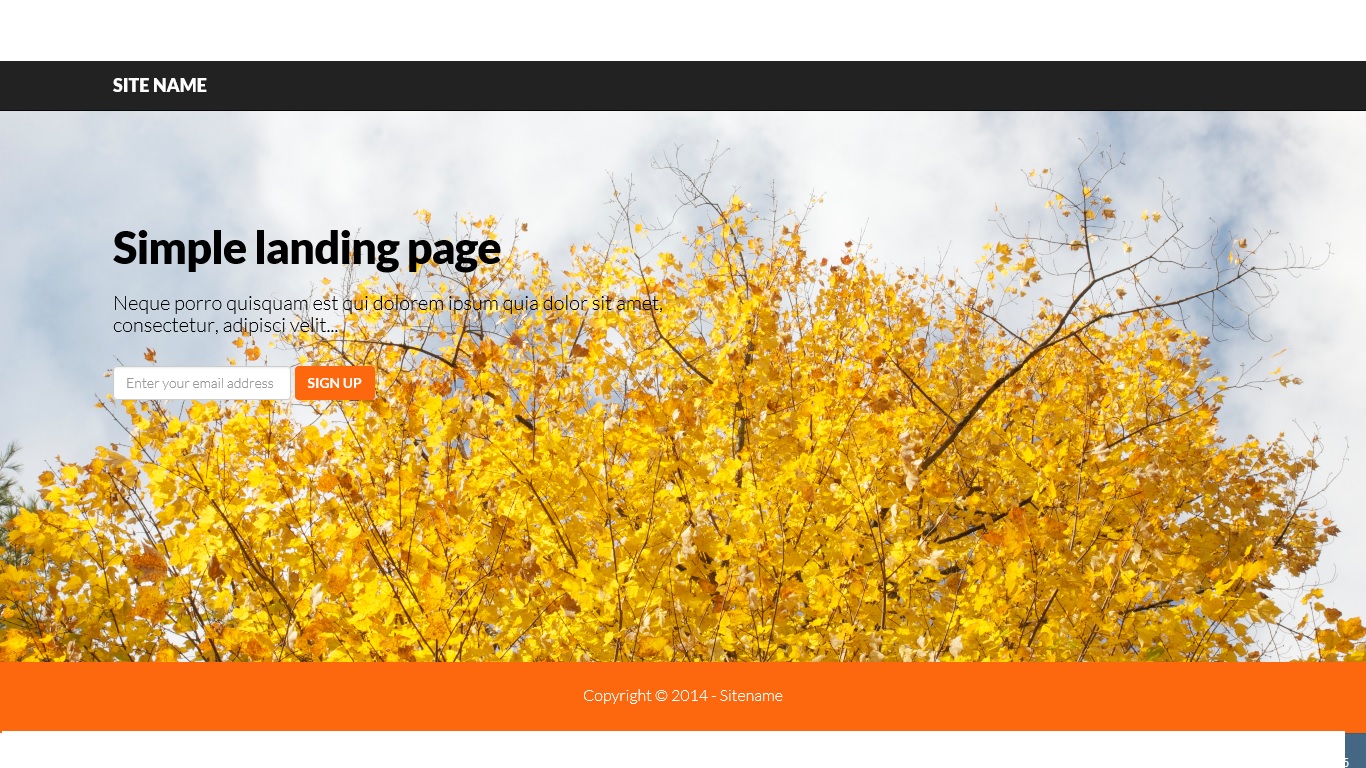 SITE NAME
Simple landing page
Neque porro quisquam est qui dolorem ipsum quia dolor sit amet,
consectetur, adipisci velit...
Enter your email address
SIGN UP
Copyright © 2014 - Sitename